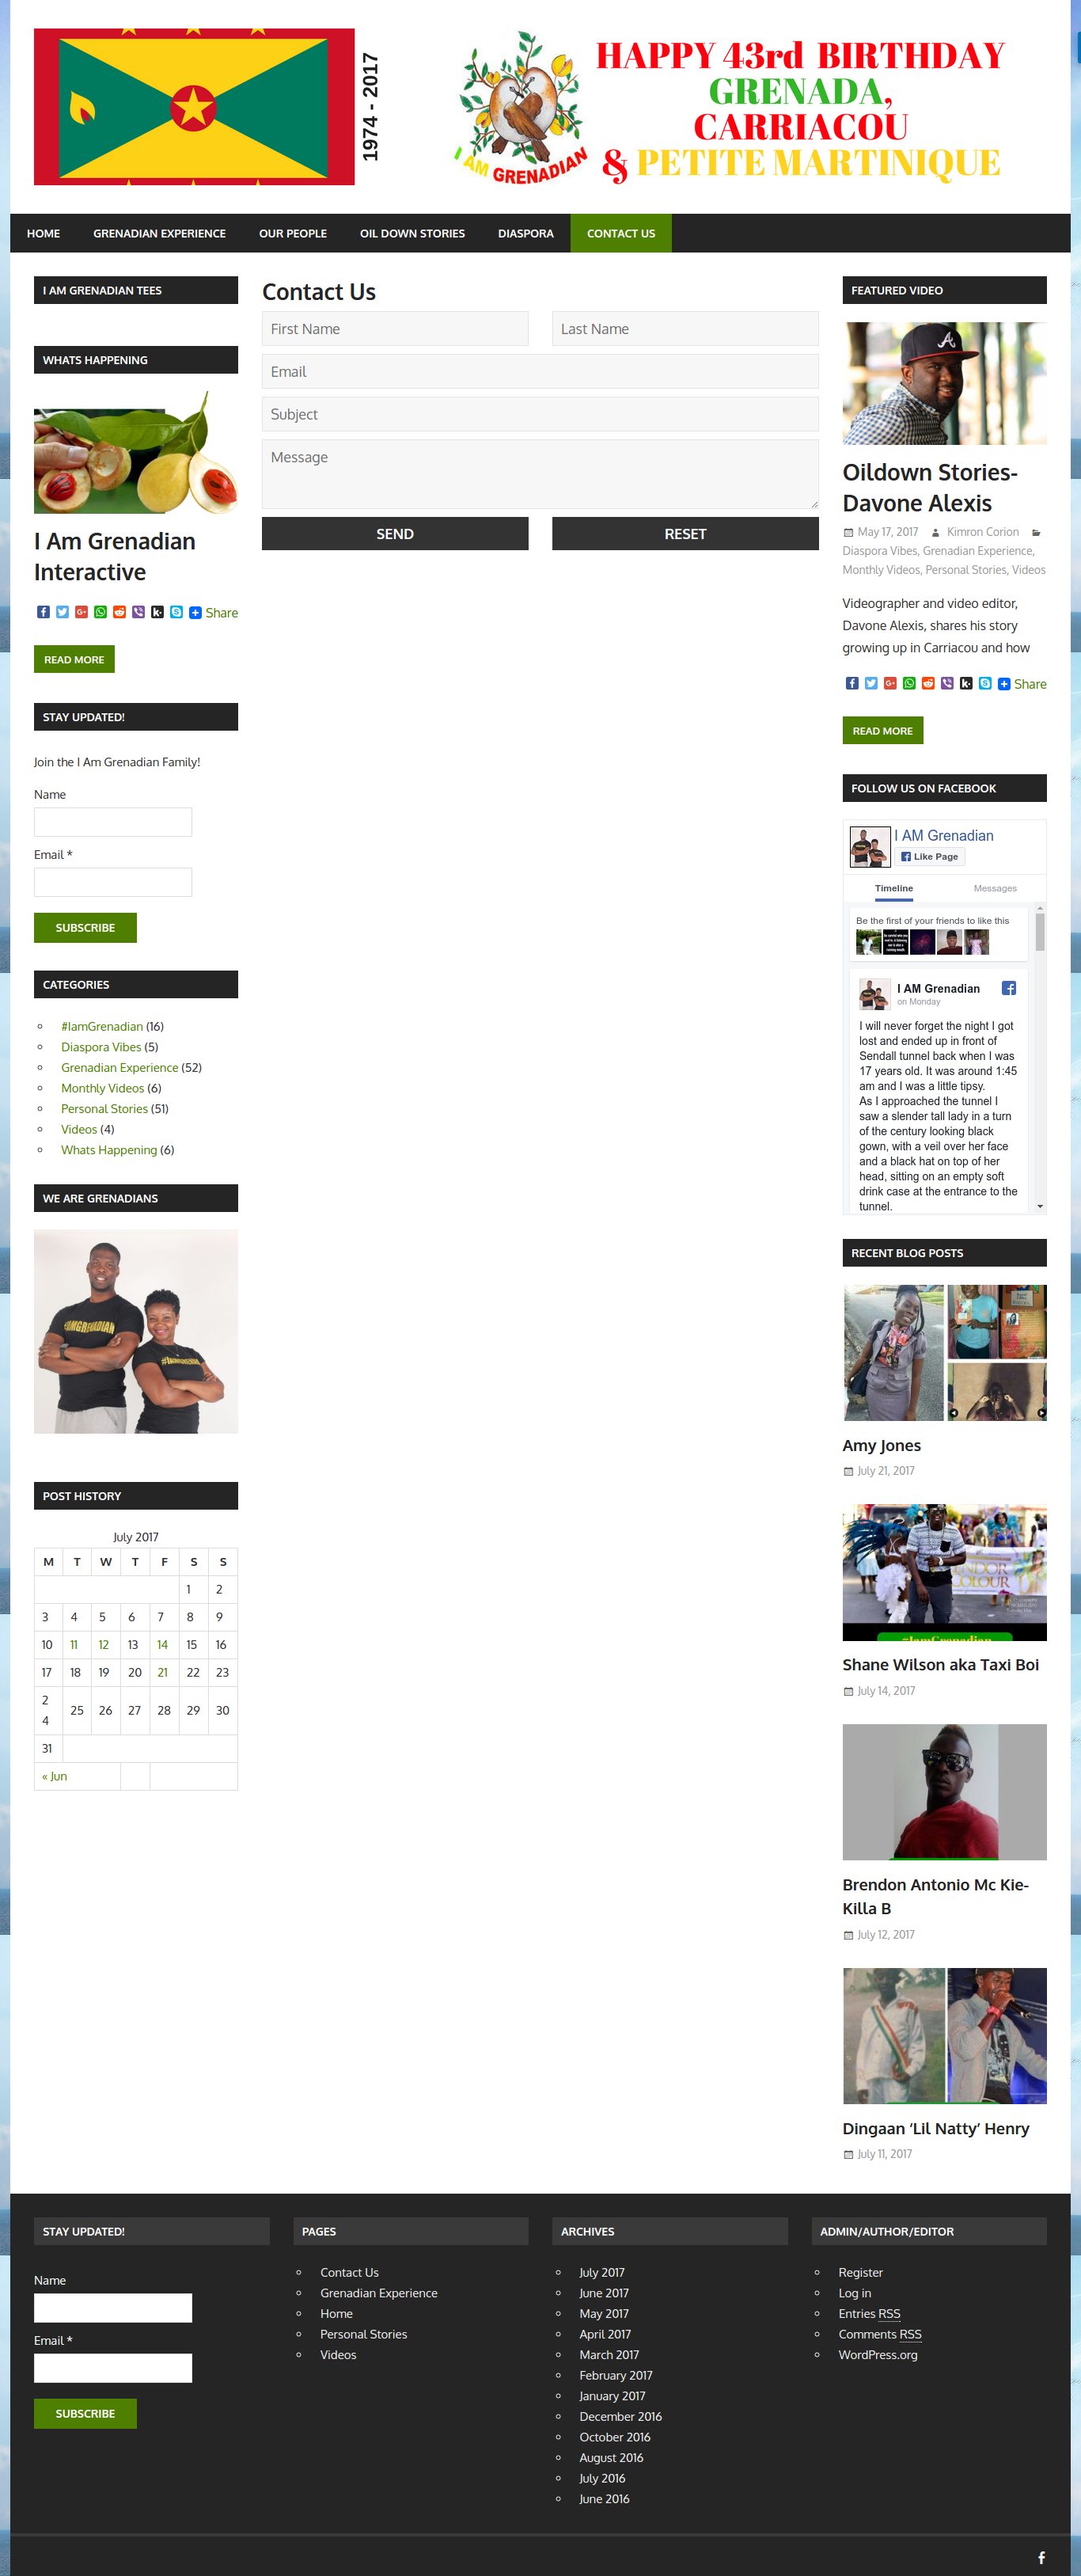 1974 - 2017
I AM GRENADIAN
HAPPY 43rd BIRTHDAY
GRENADA,
CARRIACOU
& PETITE MARTINIQUE
HOME GRENADIAN EXPERIENCE OUR PEOPLE OIL DOWN STORIES DIASPORA CONTACT US
I AM GRENADIAN TEES
WHATS HAPPENING
I Am Grenadian
Interactive
Share
READ MORE
STAY UPDATED!
Join the I Am Grenadian Family!
Name
Email *
SUBSCRIBE
CATEGORIES
#IamGrenadian (16)
Diaspora Vibes (5)
Grenadian Experience (52)
Monthly Videos (6)
Personal Stories (51)
Videos (4)
Whats Happening (6)
WE ARE GRENADIANS
#IAMGRENADIAN
#IAMGRENADIAN
POST HISTORY
July 2017
M T W T F S S
1 2
3 4 5 6 7 8 9
10 11 12 13 14 15 16
17 18 19 20 21 22 23
24 25 26 27 28 29 30
31
« Jun
Contact Us
First Name Last Name
Email
Subject
Message
SEND RESET
FEATURED VIDEO
Oildown Stories-
Davone Alexis
May 17, 2017 Kimron Corion
Diaspora Vibes, Grenadian Experience,
Monthly Videos, Personal Stories, Videos
Videographer and video editor,
Davone Alexis, shares his story
growing up in Carriacou and how
Share
READ MORE
FOLLOW US ON FACEBOOK
I AM Grenadian
Like Page
Timeline Messages
Be the first of your friends to like this
I AM Grenadian
on Monday
I will never forget the night I got
lost and ended up in front of
Sendall tunnel back when I was
17 years old. It was around 1:45
am and I was a little tipsy.
As I approached the tunnel I
saw a slender tall lady in a turn
of the century looking black
gown, with a veil over her face
and a black hat on top of her
head, sitting on an empty soft
drink case at the entrance to the
tunnel.
RECENT BLOG POSTS
Amy Jones
July 21, 2017
COLOUR
#IamGrenadian
Shane Wilson aka Taxi Boi
July 14, 2017
Brendon Antonio Mc Kie-
Killa B
July 12, 2017
Dingaan ‘Lil Natty’ Henry
July 11, 2017
STAY UPDATED!
Name
Email *
SUBSCRIBE
PAGES
Contact Us
Grenadian Experience
Home
Personal Stories
Videos
ARCHIVES
July 2017
June 2017
May 2017
April 2017
March 2017
February 2017
January 2017
December 2016
October 2016
August 2016
July 2016
June 2016
ADMIN/AUTHOR/EDITOR
Register
Log in
Entries RSS
Comments RSS
WordPress.org